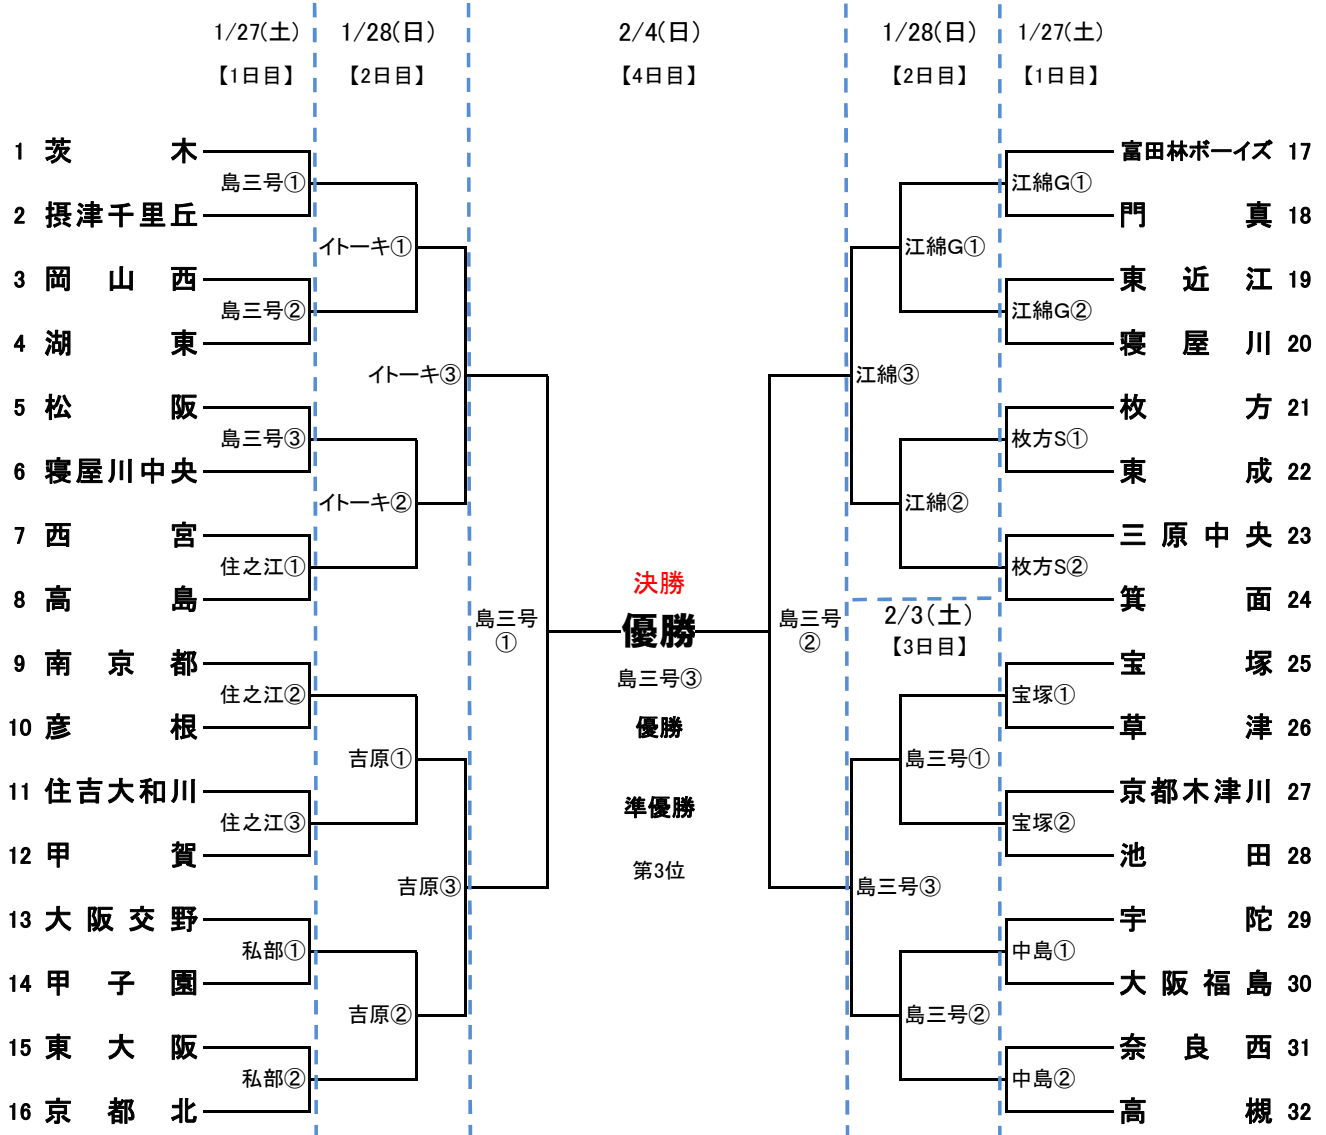 1/27(土) 1/28(日) 2/4(日) 1/28(日) 1/27(土)
【1日目】 【2日目】 【4日目】 【2日目】 【1日目】
1 茨木
島三号①
2 摂津千里丘
イトーキ①
3 岡山西
島三号②
4 湖東
イトーキ③
5 松阪
島三号③
6 寝屋川中央
イトーキ②
7 西宮
住之江①
8 高島
島三号
①
9 南京都
住之江②
10 彦根
吉原①
11 住吉大和川
住之江③
12 甲賀
吉原③
13 大阪交野
私部①
14 甲子園
吉原②
15 東大阪
私部②
16 京都北
決勝
優勝
島三号③
優勝
準優勝
第3位
富田林ボーイズ 17
江綿G①
門真 18
江綿G①
東近江 19
江綿G②
寝屋川 20
江綿③
枚方 21
枚方S①
東成 22
江綿②
三原中央 23
枚方S②
箕面 24
島三号
②
2/3(土)
【3日目】
宝塚 25
宝塚①
草津 26
島三号①
京都木津川 27
宝塚②
池田 28
島三号③
宇陀 29
中島①
大阪福島 30
島三号②
奈良西 31
中島②
高槻 32